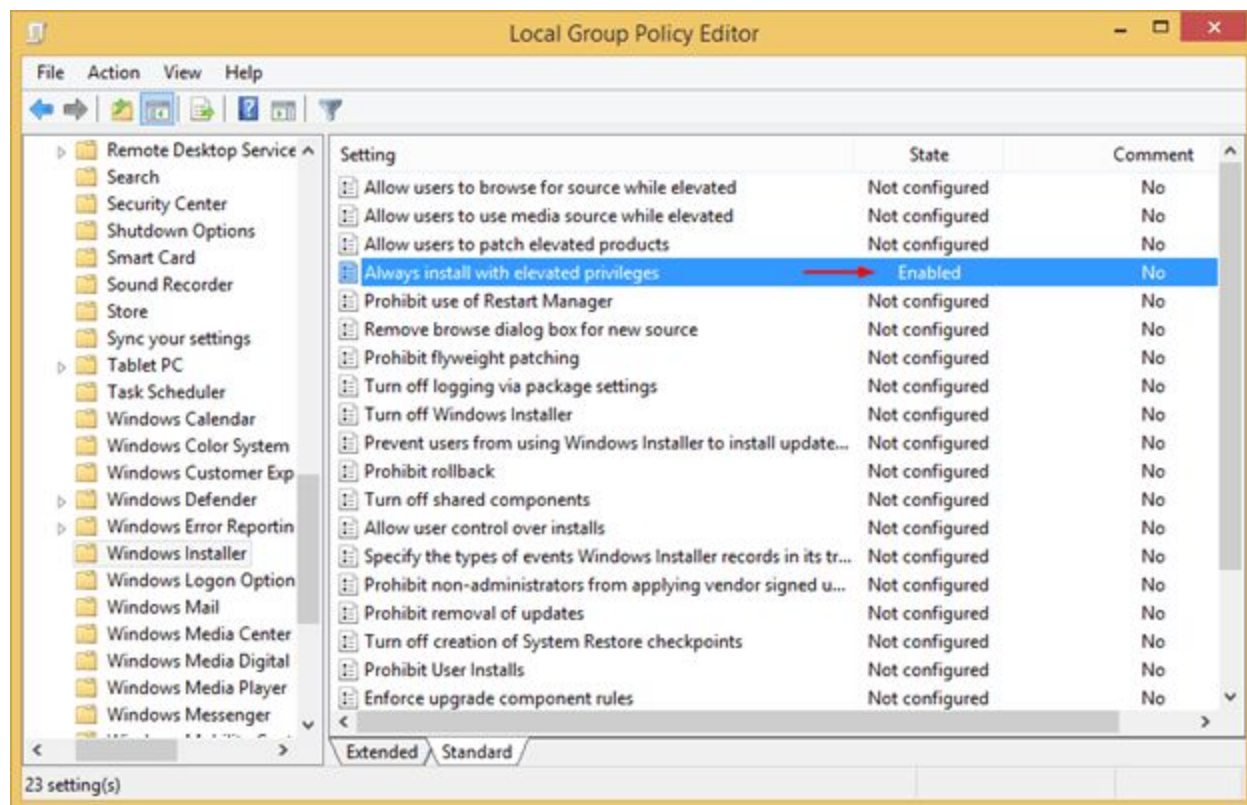 Local Group Policy Editor
File Action View Help
Remote Desktop Service
Search
Security Center
Shutdown Options
Smart Card
Sound Recorder
Store
Sync your settings
Tablet PC
Task Scheduler
Windows Calendar
Windows Color System
Windows Customer Exp
Windows Defender
Windows Error Reportin
Windows Installer
Windows Logon Option
Windows Mail
Windows Media Center
Windows Media Digital
Windows Media Player
Windows Messenger
Setting State Comment
Allow users to browse for source while elevated Not configured No
Allow users to use media source while elevated Not configured No
Allow users to patch elevated products Not configured No
Always install with elevated privileges Enabled No
Prohibit use of Restart Manager Not configured No
Remove browse dialog box for new source Not configured No
Prohibit flyweight patching Not configured No
Turn off logging via package settings Not configured No
Turn off Windows Installer Not configured No
Prevent users from using Windows Installer to install update... Not configured No
Prohibit rollback Not configured No
Turn off shared components Not configured No
Allow user control over installs Not configured No
Specify the types of events Windows Installer records in its tr... Not configured No
Prohibit non-administrators from applying vendor signed u... Not configured No
Prohibit removal of updates Not configured No
Turn off creation of System Restore checkpoints Not configured No
Prohibit User Installs Not configured No
Enforce upgrade component rules Not configured No
Extended Standard
23 setting(s)